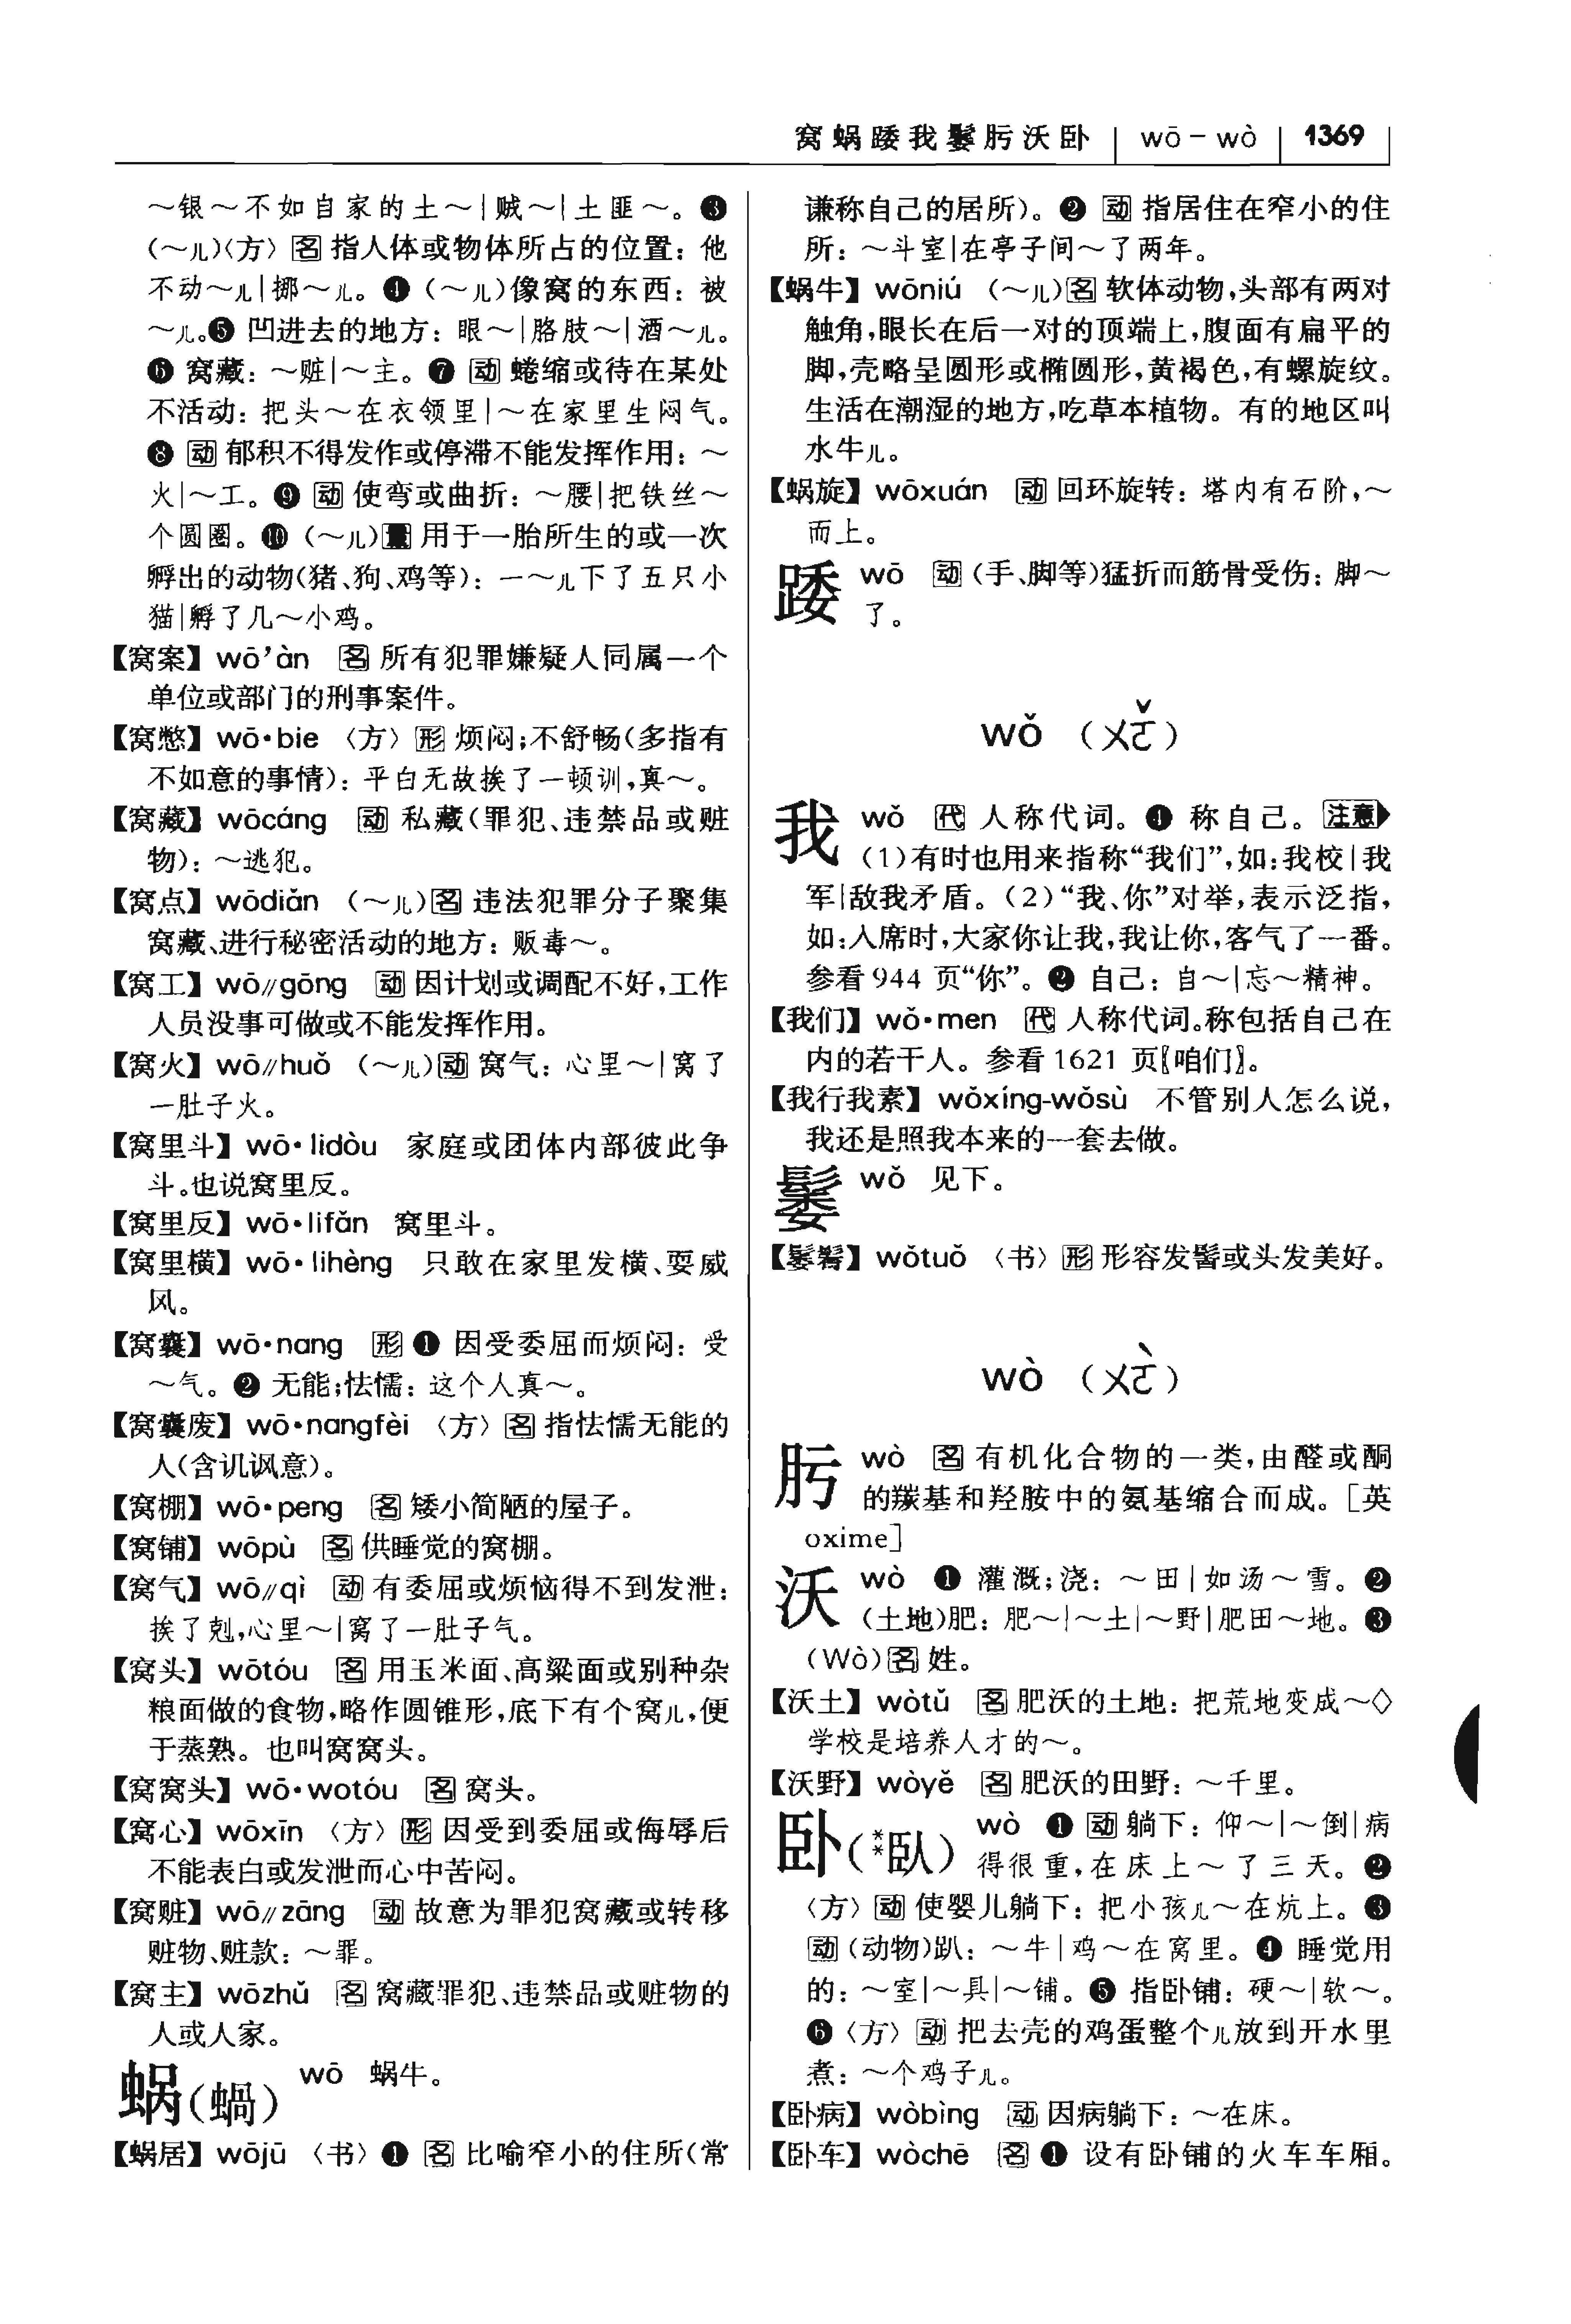 窝蜗踒我鬌肟沃卧 | wō－wò | 1369
～银～不如自家的土～|贼～|土匪～。❸
（～儿）〈方〉[名]指人体或物体所占的位置：他
不动～儿|挪～儿。❹（～儿）像窝的东西：被
～儿。❺ 凹进去的地方：眼～|胳肢～|酒～儿。
❻ 窝藏：～赃|～主。❼ [动]蜷缩或待在某处
不活动：把头～在衣领里|～在家里生闷气。
❽ [动]郁积不得发作或停滞不能发挥作用：～
火|～工。❾ [动]使弯或曲折：～腰|把铁丝～
个圆圈。❿（～儿）[量]用于一胎所生的或一次
孵出的动物（猪、狗、鸡等）：一～儿下了五只小
猫|孵了几～小鸡。
【窝案】wō’àn [名]所有犯罪嫌疑人同属一个
单位或部门的刑事案件。
【窝憋】wō•bie〈方〉[形]烦闷；不舒畅（多指有
不如意的事情）：平白无故挨了一顿训，真～。
【窝藏】wōcáng [动]私藏（罪犯、违禁品或赃
物）：～逃犯。
【窝点】wōdiǎn（～儿）[名]违法犯罪分子聚集
窝藏、进行秘密活动的地方：贩毒～。
【窝工】wō∥gōng [动]因计划或调配不好，工作
人员没事可做或不能发挥作用。
【窝火】wō∥huǒ（～儿）[动]窝气：心里～|窝了
一肚子火。
【窝里斗】wō•lidòu 家庭或团体内部彼此争
斗。也说窝里反。
【窝里反】wō•lifǎn 窝里斗。
【窝里横】wō•lihèng 只敢在家里发横、耍威
风。
【窝囊】wō•nang [形]❶ 因受委屈而烦闷：受
～气。❷ 无能；怯懦：这个人真～。
【窝囊废】wō•nangfèi〈方〉[名]指怯懦无能的
人（含讥讽意）。
【窝棚】wō•peng [名]矮小简陋的屋子。
【窝铺】wōpù [名]供睡觉的窝棚。
【窝气】wō∥qì [动]有委屈或烦恼得不到发泄：
挨了剋，心里～|窝了一肚子气。
【窝头】wōtóu [名]用玉米面、高粱面或别种杂
粮面做的食物，略作圆锥形，底下有个窝儿，便
于蒸熟。也叫窝窝头。
【窝窝头】wō•wotóu [名]窝头。
【窝心】wōxīn〈方〉[形]因受到委屈或侮辱后
不能表白或发泄而心中苦闷。
【窝赃】wō∥zāng [动]故意为罪犯窝藏或转移
赃物、赃款：～罪。
【窝主】wōzhǔ [名]窝藏罪犯、违禁品或赃物的
人或人家。
蜗（蝸） wō 蜗牛。
【蜗居】wōjū〈书〉❶ [名]比喻窄小的住所（常
谦称自己的居所）。❷ [动]指居住在窄小的住
所：～斗室|在亭子间～了两年。
【蜗牛】wōniú（～儿）[名]软体动物，头部有两对
触角，眼长在后一对的顶端上，腹面有扁平的
脚，壳略呈圆形或椭圆形，黄褐色，有螺旋纹。
生活在潮湿的地方，吃草本植物。有的地区叫
水牛儿。
【蜗旋】wōxuán [动]回环旋转：塔内有石阶，～
而上。
踒 wō [动]（手、脚等）猛折而筋骨受伤：脚～
了。
wǒ （ㄨㄛˇ）
我 wǒ [代]人称代词。❶ 称自己。[注意]
（1）有时也用来指称“我们”，如：我校|我
军|敌我矛盾。（2）“我、你”对举，表示泛指，
如：入席时，大家你让我，我让你，客气了一番。
参看 944 页“你”。❷ 自己：自～|忘～精神。
【我们】wǒ•men [代]人称代词。称包括自己在
内的若干人。参看 1621 页〖咱们〗。
【我行我素】wǒxíng-wǒsù 不管别人怎么说，
我还是照我本来的一套去做。
䰀 wǒ 见下。
【䰀鬌】wǒtuǒ〈书〉[形]形容发髻或头发美好。
wò （ㄨㄛˋ）
肟 wò [名]有机化合物的一类，由醛或酮
的羰基和羟胺中的氨基缩合而成。［英
oxime］
沃 wò ❶ 灌溉；浇：～田|如汤～雪。❷
（土地）肥：肥～|～土|～野|肥田～地。❸
（Wò）[名]姓。
【沃土】wòtǔ [名]肥沃的土地：把荒地变成～◇
学校是培养人才的～。
【沃野】wòyě [名]肥沃的田野：～千里。
卧（**臥） wò ❶ [动]躺下：仰～|～倒|病
得很重，在床上～了三天。❷
〈方〉[动]使婴儿躺下：把小孩儿～在炕上。❸
[动]（动物）趴：～牛|鸡～在窝里。❹ 睡觉用
的：～室|～具|～铺。❺ 指卧铺：硬～|软～。
❻〈方〉[动]把去壳的鸡蛋整个儿放到开水里
煮：～个鸡子儿。
【卧病】wòbìng [动]因病躺下：～在床。
【卧车】wòchē [名]❶ 设有卧铺的火车车厢。